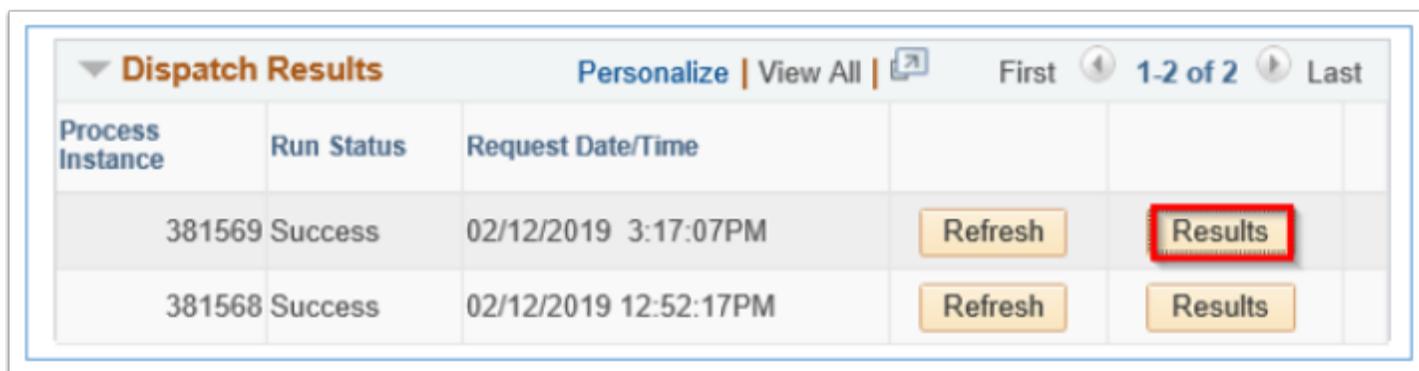 Dispatch Results Personalize | View All | First 1-2 of 2 Last
Process Instance Run Status Request Date/Time
381569 Success 02/12/2019 3:17:07PM Refresh Results
381568 Success 02/12/2019 12:52:17PM Refresh Results